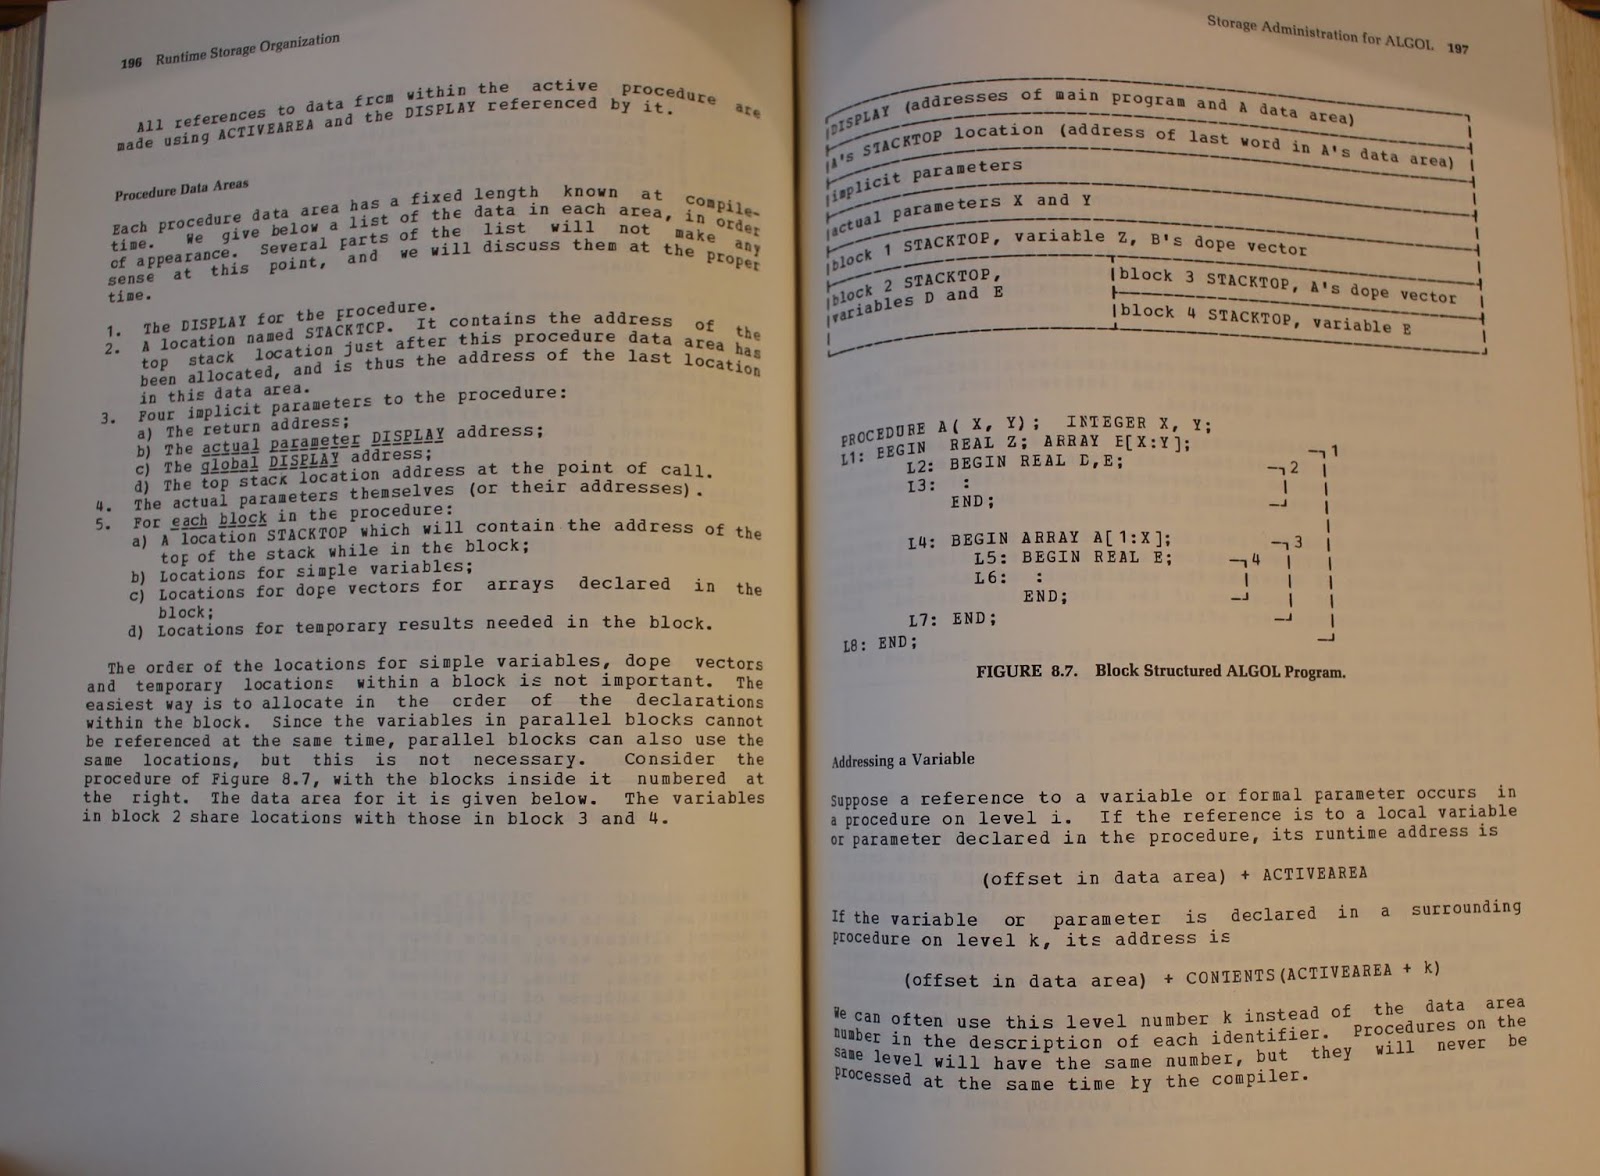 196 Runtime Storage Organization
All references to data frcm within the active procedure are
made using ACTIVEAREA and the DISPLAY referenced by it.
Procedure Data Areas
Each procedure data area has a fixed length known at compile-
time. We give below a list of the data in each area, in order
of appearance. Several parts of the list will not make any
sense at this point, and we will discuss them at the proper
time.
1. The DISPLAY for the procedure.
2. A location named STACKTCP. It contains the address of the
top stack location just after this procedure data area has
been allocated, and is thus the address of the last location
in this data area.
3. Four implicit parameters to the procedure:
a) The return address;
b) The actual parameter DISPLAY address;
c) The global DISPLAY address;
d) The top stack location address at the point of call.
4. The actual parameters themselves (or their addresses).
5. For each block in the procedure:
a) A location STACKTOP which will contain the address of the
top of the stack while in the block;
b) Locations for simple variables;
c) Locations for dope vectors for arrays declared in the
block;
d) Locations for temporary results needed in the block.
The order of the locations for simple variables, dope vectors
and temporary locations within a block is not important. The
easiest way is to allocate in the crder of the declarations
within the block. Since the variables in parallel blocks cannot
be referenced at the same time, parallel blocks can also use the
same locations, but this is not necessary. Consider the
procedure of Figure 8.7, with the blocks inside it numbered at
the right. The data area for it is given below. The variables
in block 2 share locations with those in block 3 and 4.
Storage Administration for ALGOL 197
DISPLAY (addresses of main program and A data area)
A's STACKTOP location (address of last word in A's data area)
implicit parameters
actual parameters X and Y
block 1 STACKTOP, variable Z, B's dope vector
block 2 STACKTOP,
variables D and E
block 3 STACKTOP, A's dope vector
block 4 STACKTOP, variable E
PROCEDURE A( X, Y); INTEGER X, Y;
L1: BEGIN REAL Z; ARRAY B[X:Y]; 1
L2: BEGIN REAL D,E; 2
L3: :
END;
L4: BEGIN ARRAY A[1:X]; 3
L5: BEGIN REAL E; 4
L6: :
END;
L7: END;
L8: END;
FIGURE 8.7. Block Structured ALGOL Program.
Addressing a Variable
Suppose a reference to a variable or formal parameter occurs in
a procedure on level i. If the reference is to a local variable
or parameter declared in the procedure, its runtime address is
(offset in data area) + ACTIVEAREA
If the variable or parameter is declared in a surrounding
procedure on level k, its address is
(offset in data area) + CONTENTS(ACTIVEAREA + k)
We can often use this level number k instead of the data area
number in the description of each identifier. Procedures on the
same level will have the same number, but they will never be
processed at the same time by the compiler.